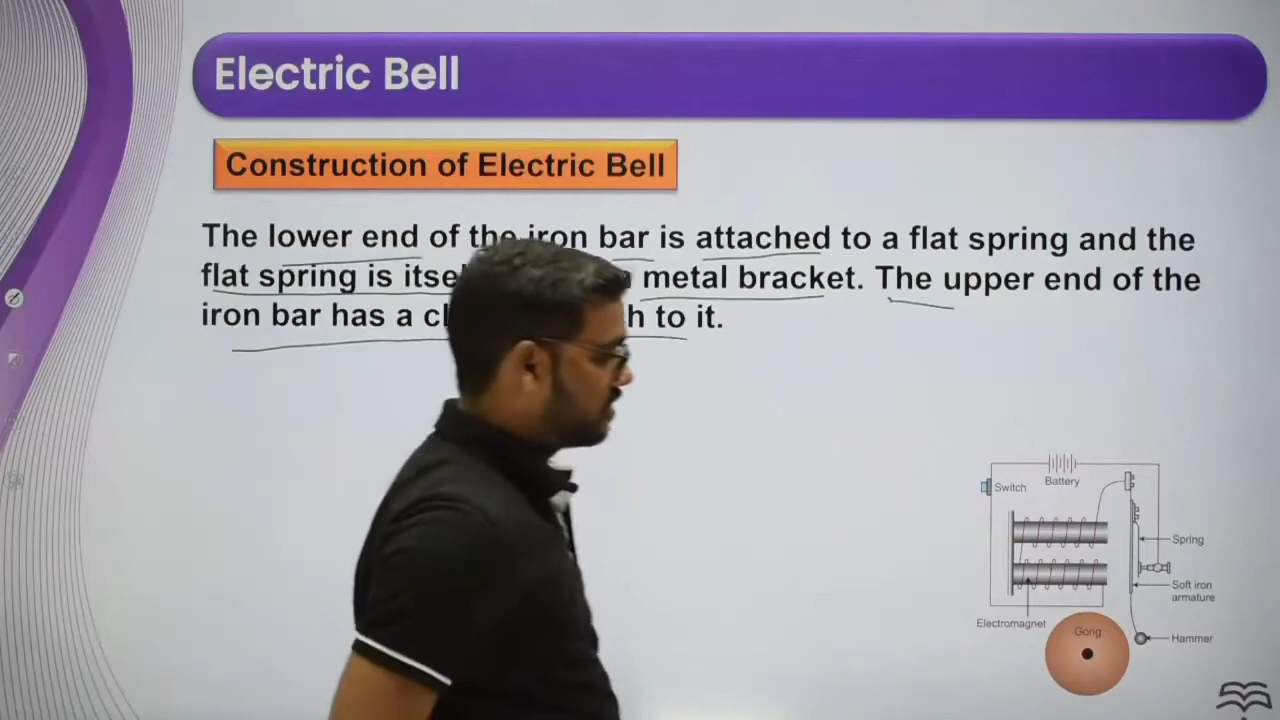 Electric Bell
Construction of Electric Bell
The lower end of the iron bar is attached to a flat spring and the
flat spring is metal bracket. The upper end of the
iron bar has a to it.
Battery
Switch
Spring
Soft iron
armature
Electromagnet
Gong
Hammer